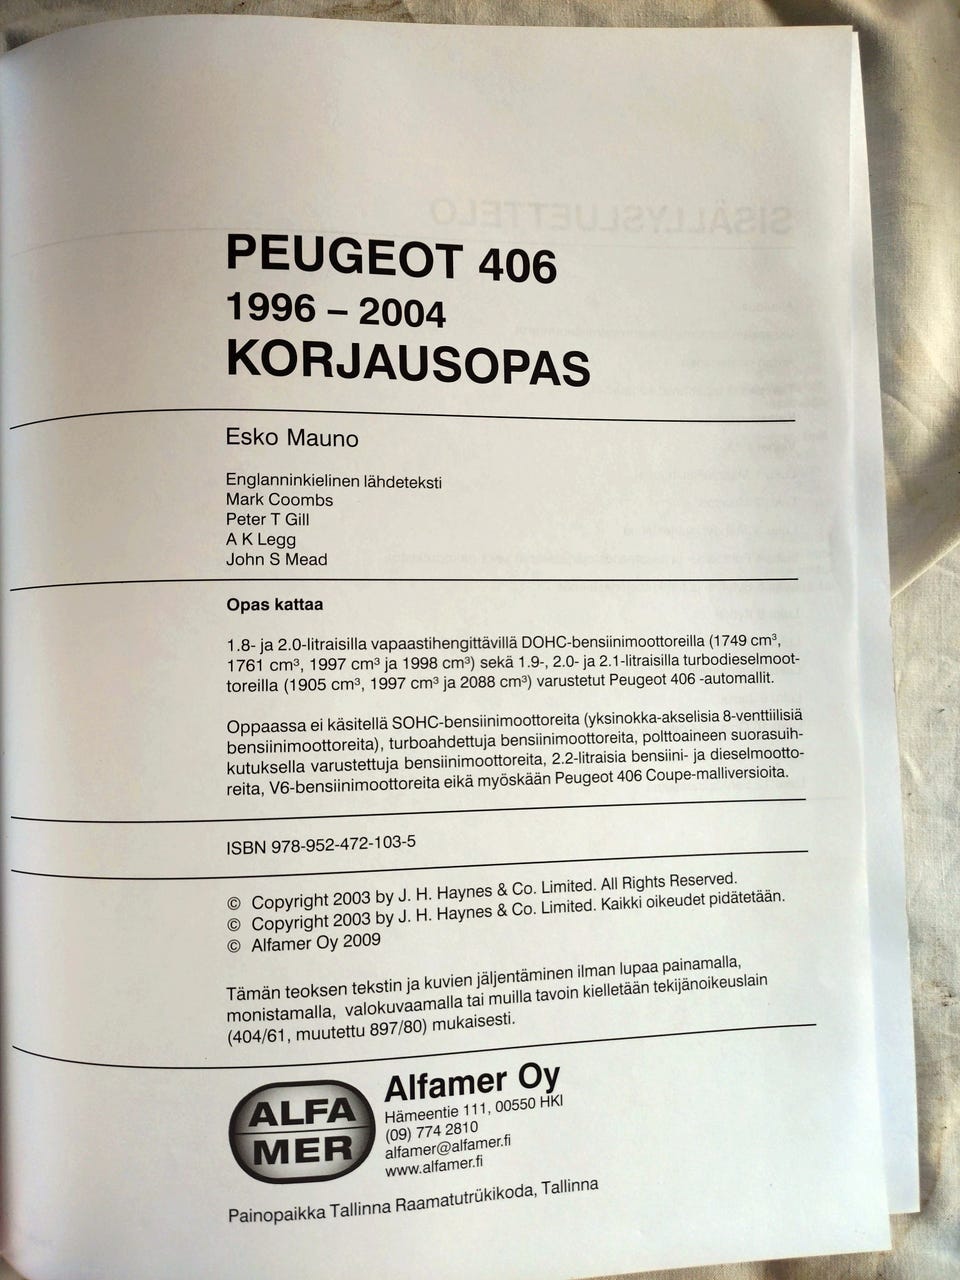 SISÄLLYSLUETTELO
PEUGEOT 406
1996 – 2004
KORJAUSOPAS
Esko Mauno
Englanninkielinen lähdeteksti
Mark Coombs
Peter T Gill
A K Legg
John S Mead
Opas kattaa
1.8- ja 2.0-litraisilla vapaastihengittävillä DOHC-bensiinimoottoreilla (1749 cm³,
1761 cm³, 1997 cm³ ja 1998 cm³) sekä 1.9-, 2.0- ja 2.1-litraisilla turbodieselmoot-
toreilla (1905 cm³, 1997 cm³ ja 2088 cm³) varustetut Peugeot 406 -automallit.
Oppaassa ei käsitellä SOHC-bensiinimoottoreita (yksinokka-akselisia 8-venttiilisiä
bensiinimoottoreita), turboahdettuja bensiinimoottoreita, polttoaineen suorasuih-
kutuksella varustettuja bensiinimoottoreita, 2.2-litraisia bensiini- ja dieselmootto-
reita, V6-bensiinimoottoreita eikä myöskään Peugeot 406 Coupe-malliversioita.
ISBN 978-952-472-103-5
© Copyright 2003 by J. H. Haynes & Co. Limited. All Rights Reserved.
© Copyright 2003 by J. H. Haynes & Co. Limited. Kaikki oikeudet pidätetään.
© Alfamer Oy 2009
Tämän teoksen tekstin ja kuvien jäljentäminen ilman lupaa painamalla,
monistamalla, valokuvaamalla tai muilla tavoin kielletään tekijänoikeuslain
(404/61, muutettu 897/80) mukaisesti.
ALFA
MER
Alfamer Oy
Hämeentie 111, 00550 HKI
(09) 774 2810
alfamer@alfamer.fi
www.alfamer.fi
Painopaikka Tallinna Raamatutrükikoda, Tallinna